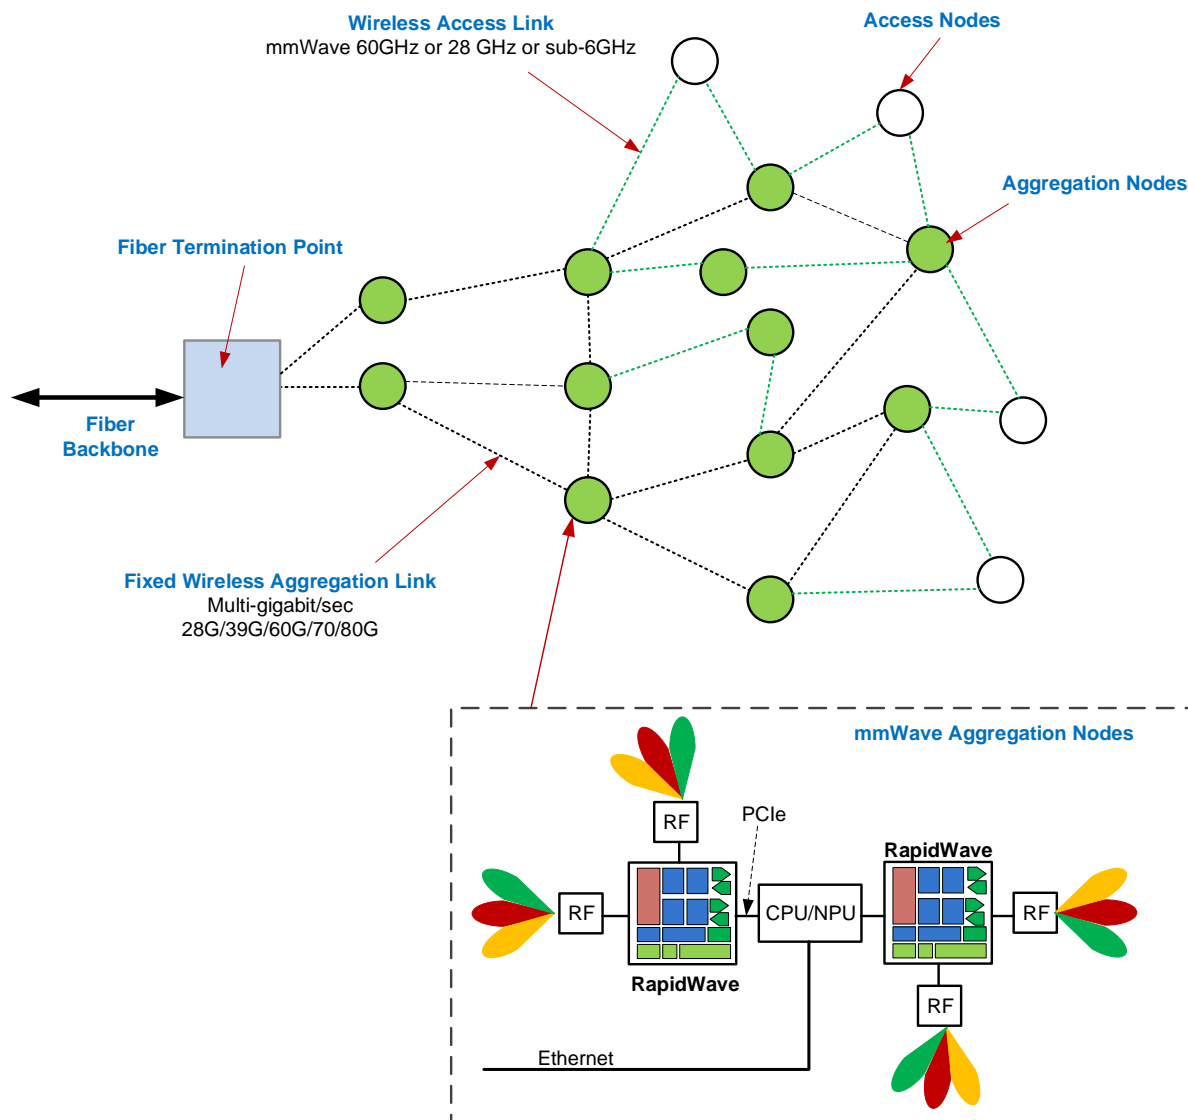 Wireless Access Link
mmWave 60GHz or 28 GHz or sub-6GHz
Access Nodes
Aggregation Nodes
Fiber Termination Point
Fiber
Backbone
Fixed Wireless Aggregation Link
Multi-gigabit/sec
28G/39G/60G/70/80G
mmWave Aggregation Nodes
RF
PCIe
RapidWave
RF
CPU/NPU
RF
RapidWave
RF
Ethernet